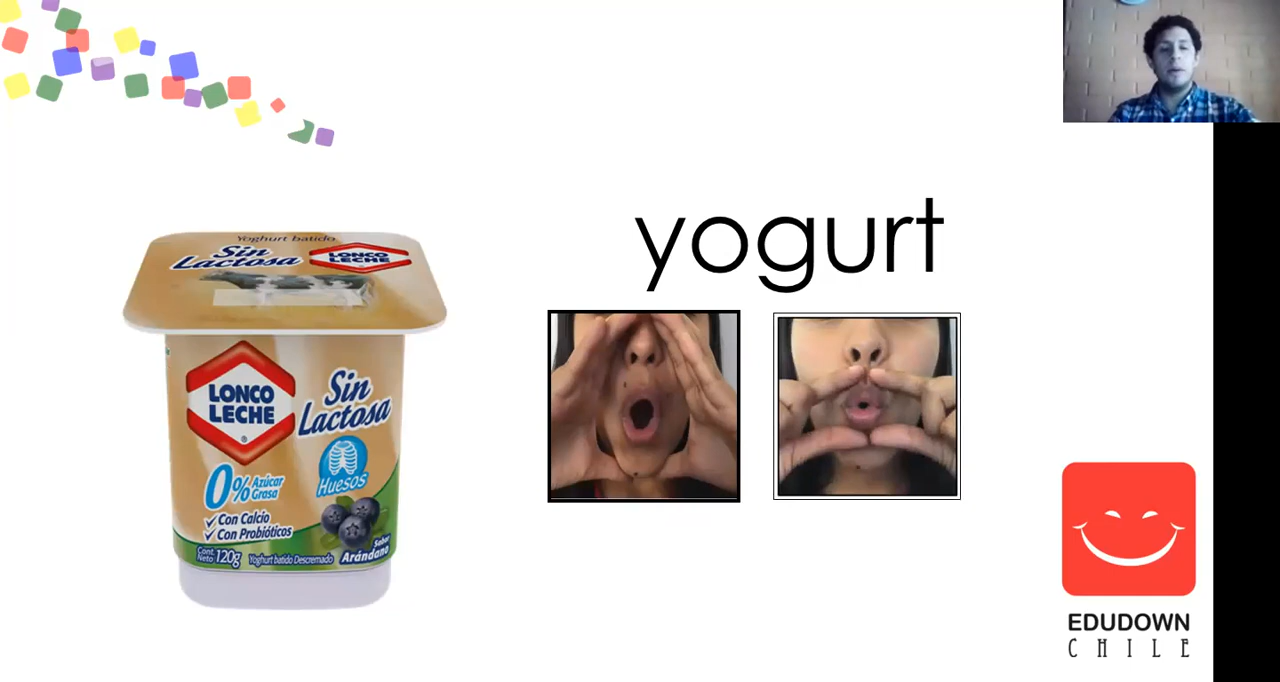 yogurt
Yoghurt batido
Sin
Lactosa
LONCO
LECHE
LONCO
LECHE
®
Sin
Lactosa
0% Azúcar
Grasa
Huesos
Con Calcio
Con Probióticos
Cont.
Neto 120g
Yoghurt batido Descremado
Sabor
Arándano
EDUDOWN
CHILE